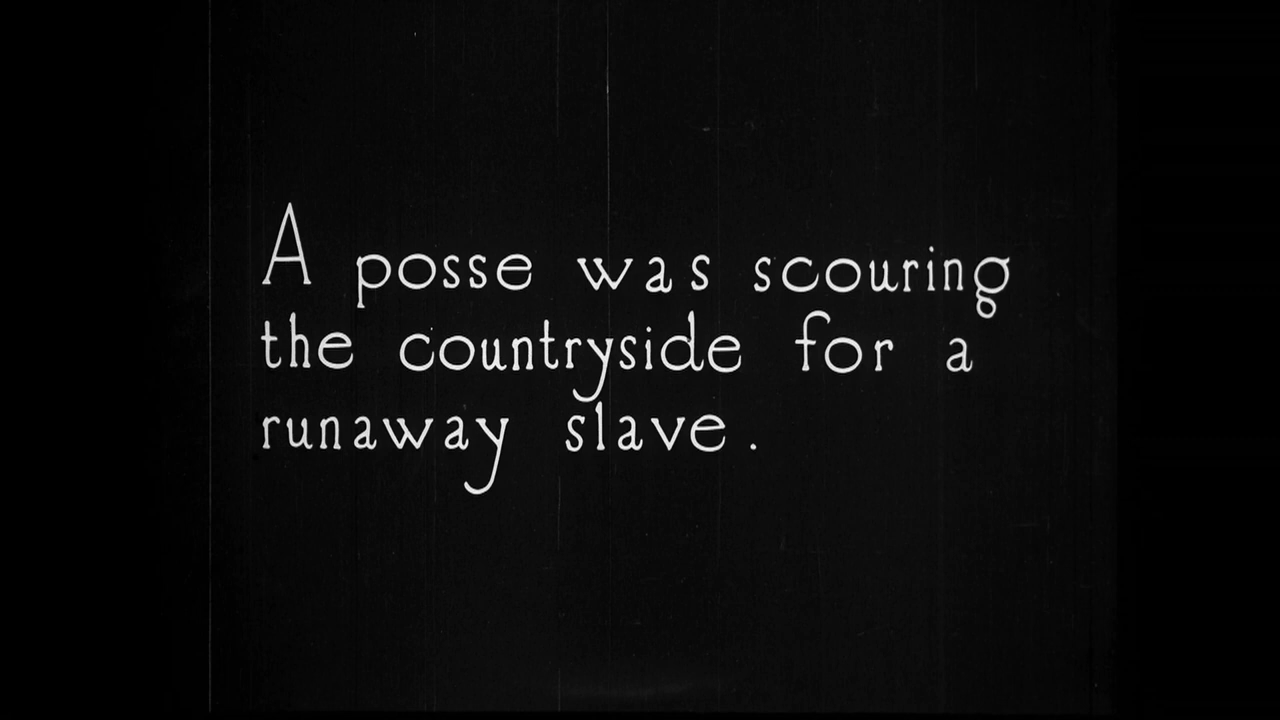 A posse was scouring
the countryside for a
runaway slave.